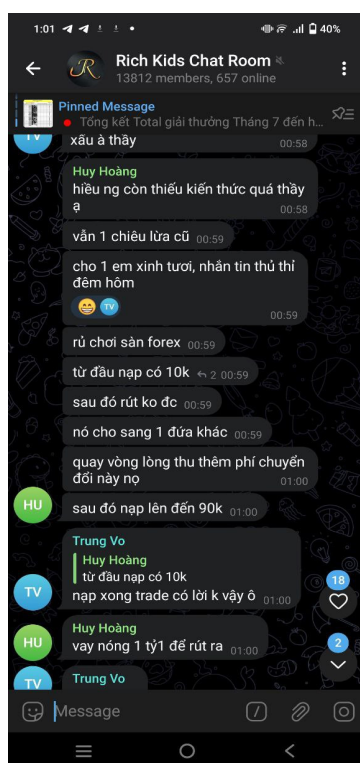 1:01
40%
R
Rich Kids Chat Room
13812 members, 657 online
Pinned Message
Tổng kết Total giải thưởng Tháng 7 đến h...
TV
xấu à thầy 00:58
Huy Hoàng
hiều ng còn thiếu kiến thức quá thầy
ạ 00:58
vẫn 1 chiêu lừa cũ 00:59
cho 1 em xinh tươi, nhắn tin thủ thỉ
đêm hôm
TV
00:59
rủ chơi sàn forex 00:59
từ đầu nạp có 10k 2 00:59
sau đó rút ko đc 00:59
nó cho sang 1 đứa khác 00:59
quay vòng lòng thu thêm phí chuyển
đổi này nọ 01:00
HU
sau đó nạp lên đến 90k 01:00
Trung Vo
Huy Hoàng
từ đầu nạp có 10k
TV
nạp xong trade có lời k vậy ô 01:00
18
Huy Hoàng
HU
vay nóng 1 tỷ1 để rút ra 01:00
2
TV
Trung Vo
Message